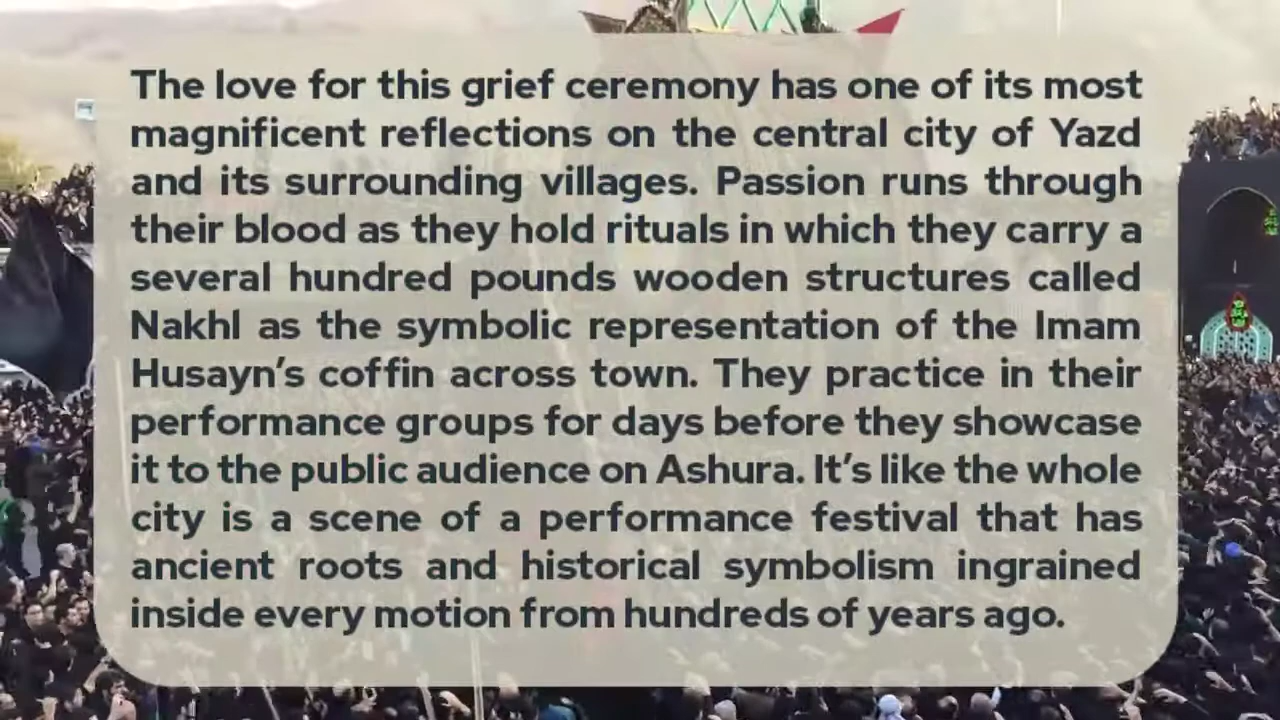 The love for this grief ceremony has one of its most
magnificent reflections on the central city of Yazd
and its surrounding villages. Passion runs through
their blood as they hold rituals in which they carry a
several hundred pounds wooden structures called
Nakhl as the symbolic representation of the Imam
Husayn’s coffin across town. They practice in their
performance groups for days before they showcase
it to the public audience on Ashura. It’s like the whole
city is a scene of a performance festival that has
ancient roots and historical symbolism ingrained
inside every motion from hundreds of years ago.